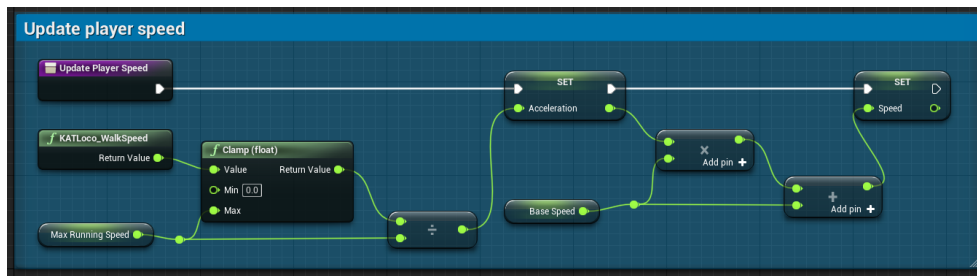 Update player speed
Update Player Speed
SET
Acceleration
SET
Speed
f KATLoco_WalkSpeed
Return Value
f Clamp (float)
Value Return Value
Min 0.0
Max
×
Add pin +
+
Add pin +
Base Speed
÷
Max Running Speed